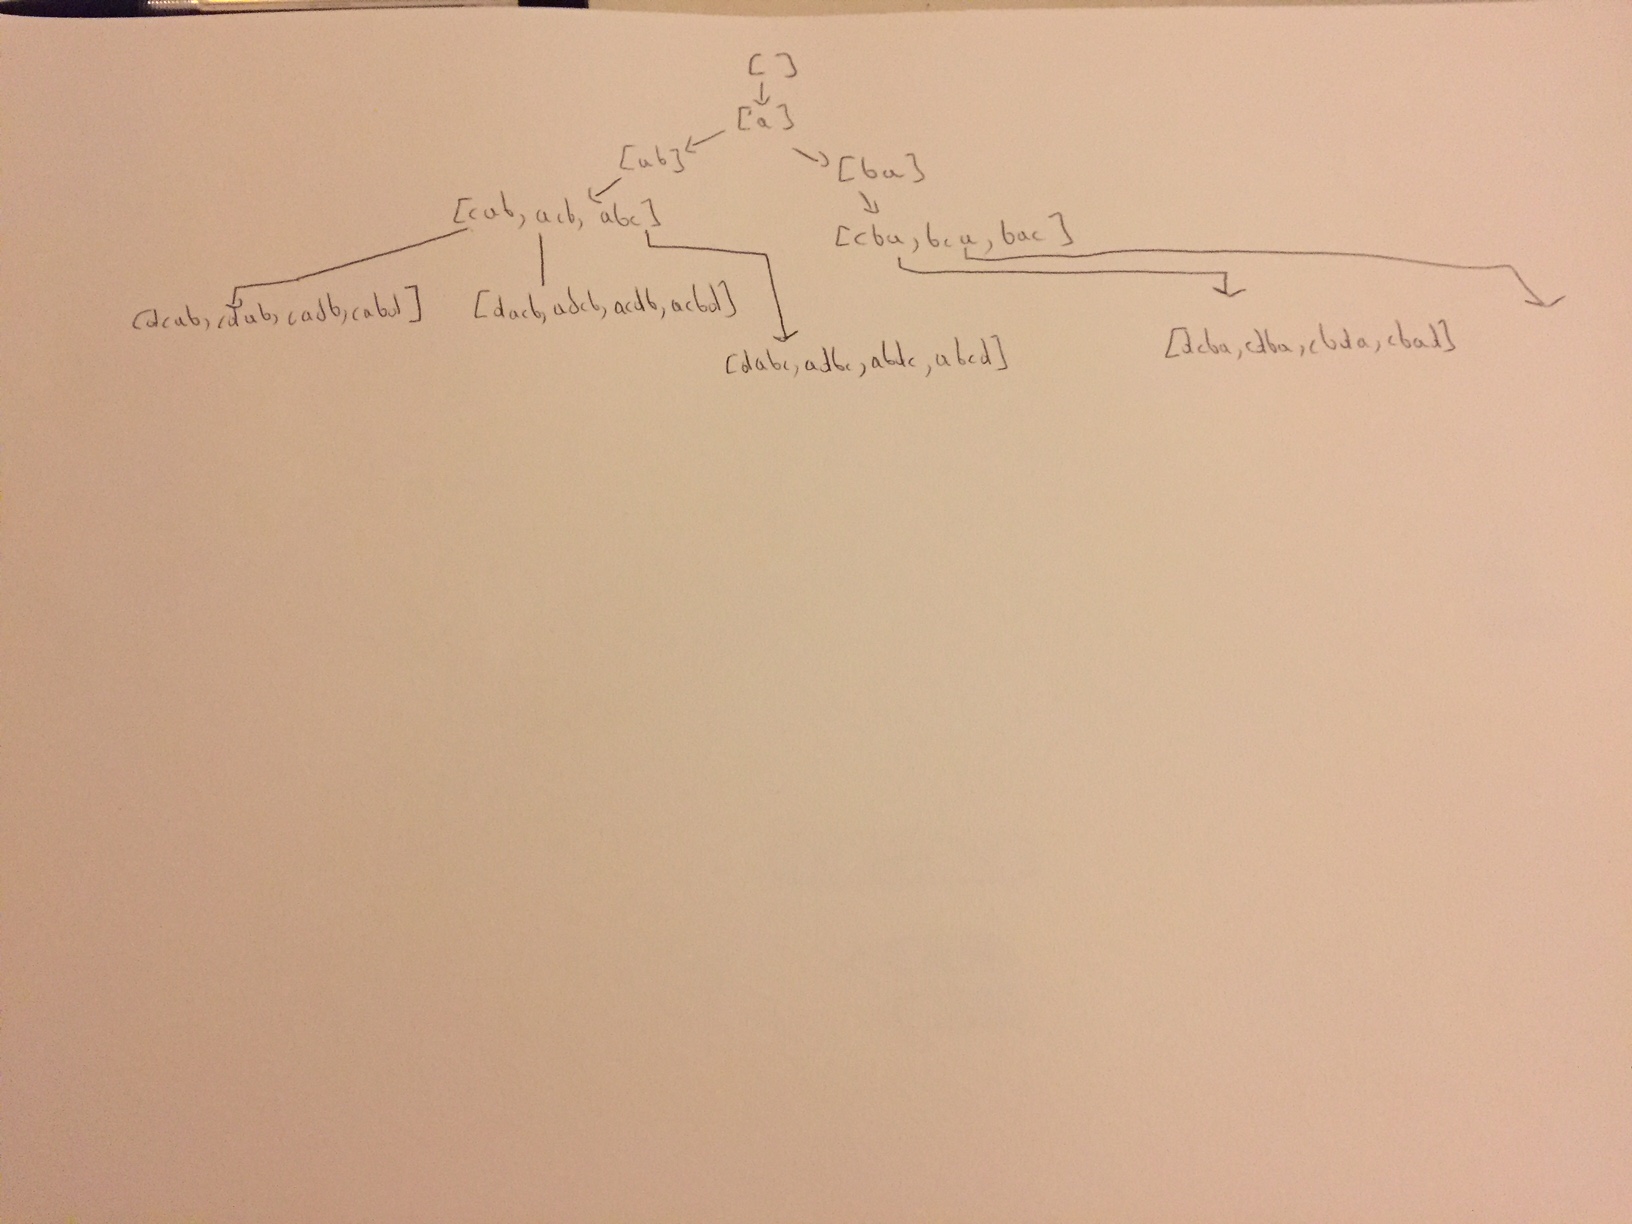 [ ]
[a]
[ab]
[ba]
[cab, acb, abc]
[cba, bca, bac]
[dcab, cdab, cadb, cabd]
[dacb, adcb, acdb, acbd]
[dabc, adbc, abdc, abcd]
[dcba, cdba, cbda, cbad]